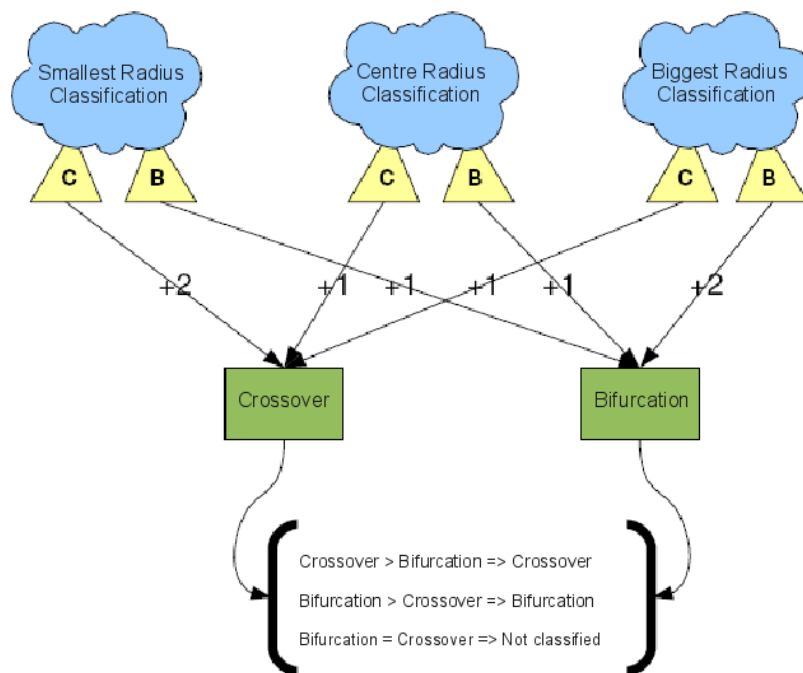 Smallest Radius
Classification
Centre Radius
Classification
Biggest Radius
Classification
C
B
C
B
C
B
+2
+1
+1
+1
+1
+2
Crossover
Bifurcation
Crossover > Bifurcation => Crossover
Bifurcation > Crossover => Bifurcation
Bifurcation = Crossover => Not classified